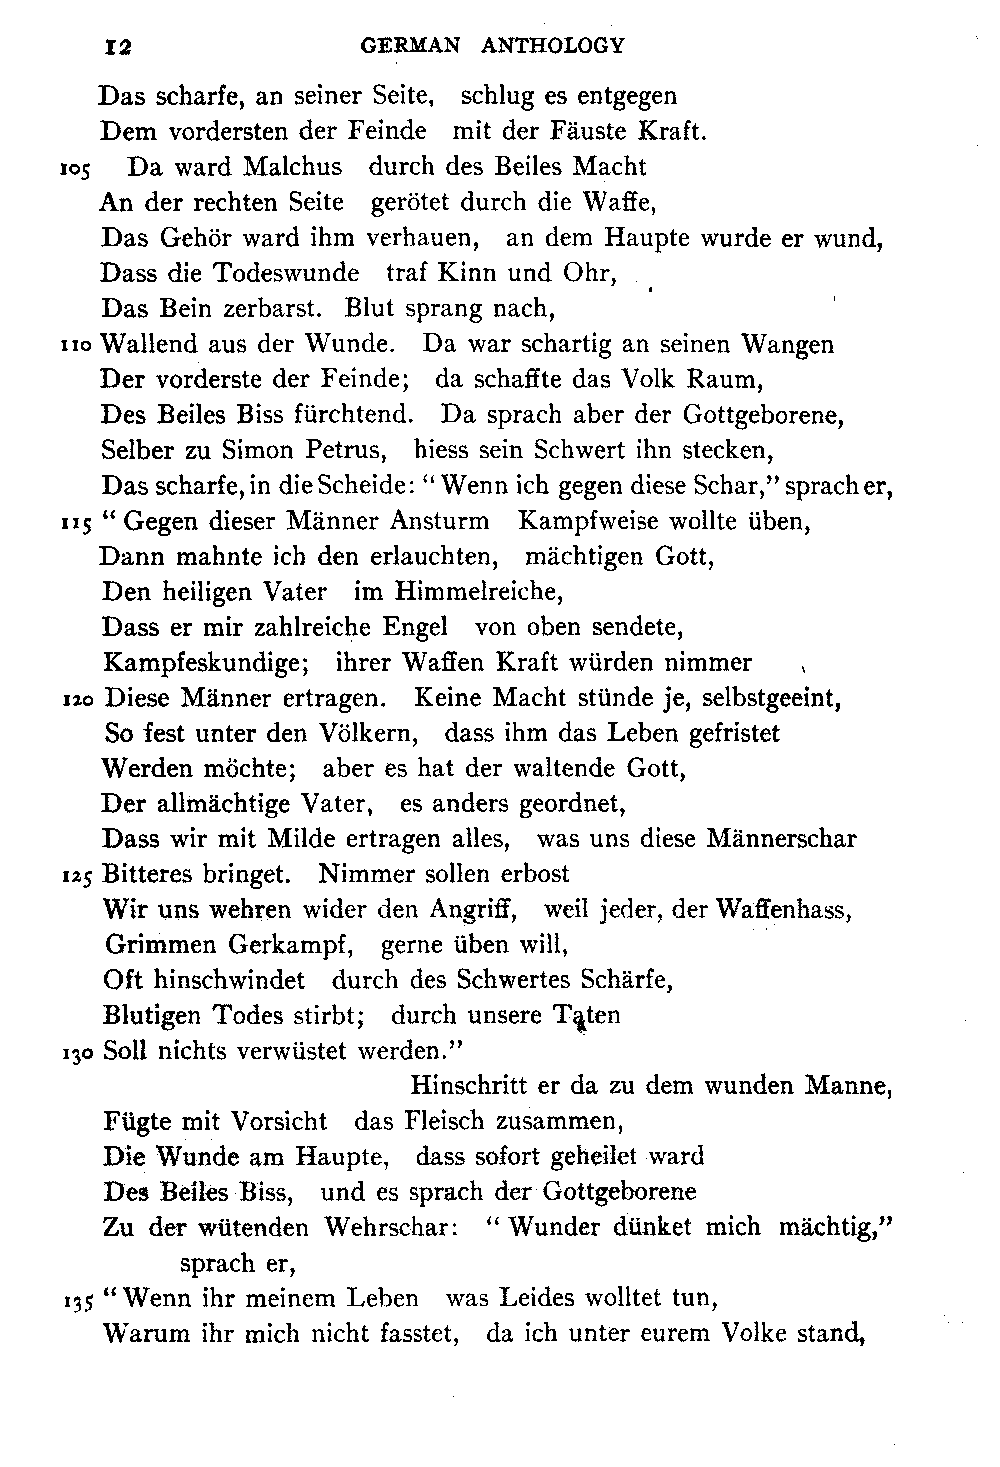 12 GERMAN ANTHOLOGY
Das scharfe, an seiner Seite, schlug es entgegen
Dem vordersten der Feinde mit der Fäuste Kraft.
105 Da ward Malchus durch des Beiles Macht
An der rechten Seite gerötet durch die Waffe,
Das Gehör ward ihm verhauen, an dem Haupte wurde er wund,
Dass die Todeswunde traf Kinn und Ohr,
Das Bein zerbarst. Blut sprang nach,
110 Wallend aus der Wunde. Da war schartig an seinen Wangen
Der vorderste der Feinde; da schaffte das Volk Raum,
Des Beiles Biss fürchtend. Da sprach aber der Gottgeborene,
Selber zu Simon Petrus, hiess sein Schwert ihn stecken,
Das scharfe, in die Scheide: “Wenn ich gegen diese Schar,” sprach er,
115 “Gegen dieser Männer Ansturm Kampfweise wollte üben,
Dann mahnte ich den erlauchten, mächtigen Gott,
Den heiligen Vater im Himmelreiche,
Dass er mir zahlreiche Engel von oben sendete,
Kampfeskundige; ihrer Waffen Kraft würden nimmer
120 Diese Männer ertragen. Keine Macht stünde je, selbstgeeint,
So fest unter den Völkern, dass ihm das Leben gefristet
Werden möchte; aber es hat der waltende Gott,
Der allmächtige Vater, es anders geordnet,
Dass wir mit Milde ertragen alles, was uns diese Männerschar
125 Bitteres bringet. Nimmer sollen erbost
Wir uns wehren wider den Angriff, weil jeder, der Waffenhass,
Grimmen Gerkampf, gerne üben will,
Oft hinschwindet durch des Schwertes Schärfe,
Blutigen Todes stirbt; durch unsere Taten
130 Soll nichts verwüstet werden.”
Hinschritt er da zu dem wunden Manne,
Fügte mit Vorsicht das Fleisch zusammen,
Die Wunde am Haupte, dass sofort geheilet ward
Des Beiles Biss, und es sprach der Gottgeborene
Zu der wütenden Wehrschar: “Wunder dünket mich mächtig,”
sprach er,
135 “Wenn ihr meinem Leben was Leides wolltet tun,
Warum ihr mich nicht fasstet, da ich unter eurem Volke stand,